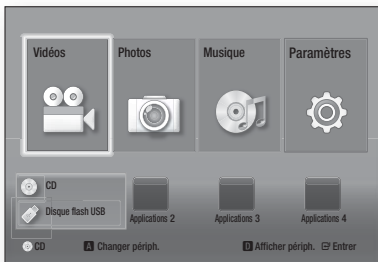 Vidéos Photos Musique Paramètres
CD
Disque flash USB
Applications 2 Applications 3 Applications 4
CD A Changer périph. D Afficher périph. Entrer